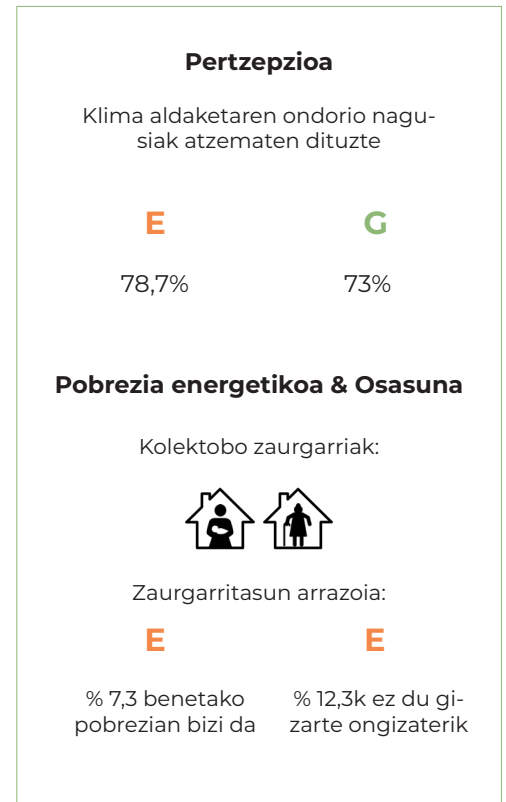 Pertzepzioa
Klima aldaketaren ondorio nagu-
siak atzematen dituzte
E G
78,7% 73%
Pobrezia energetikoa & Osasuna
Kolektobo zaurgarriak:
Zaurgarritasun arrazoia:
E E
% 7,3 benetako
pobrezian bizi da
% 12,3k ez du gi-
zarte ongizaterik